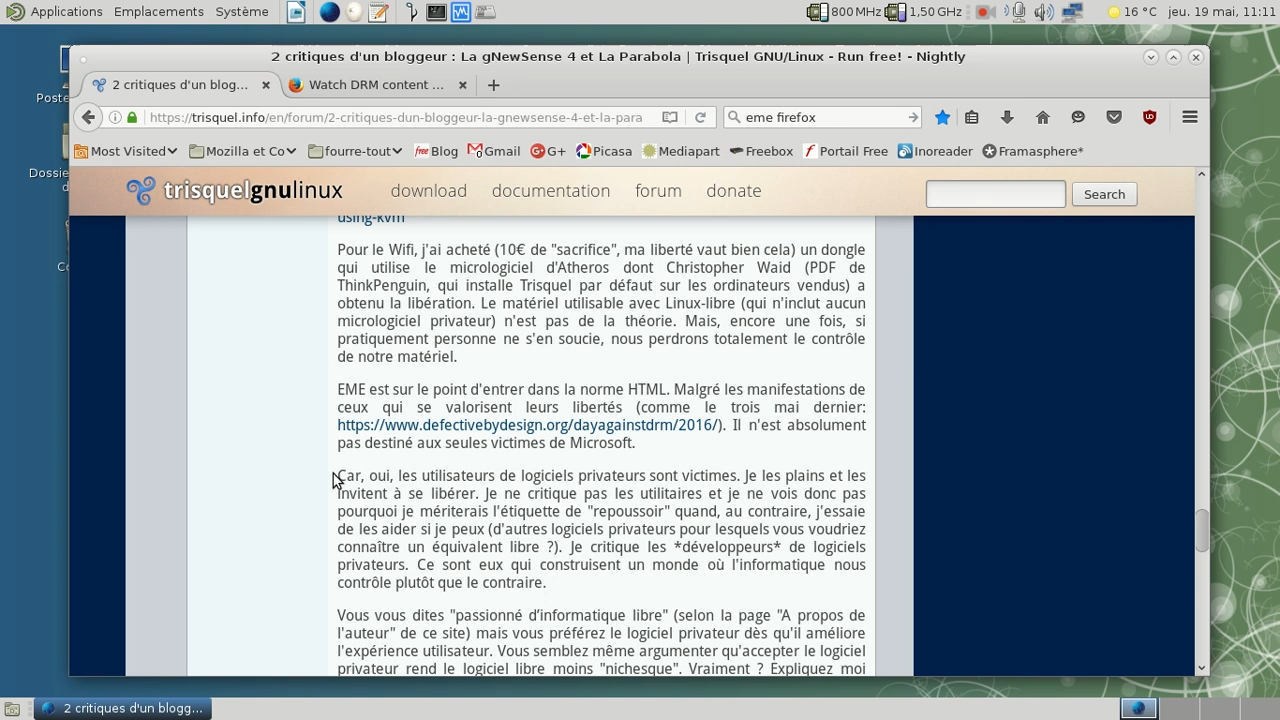 Applications Emplacements Système 800 MHz 1,50 GHz 16 °C jeu. 19 mai, 11:11
2 critiques d'un bloggeur : La gNewSense 4 et La Parabola | Trisquel GNU/Linux - Run free! - Nightly
2 critiques d'un blog... Watch DRM content ...
https://trisquel.info/en/forum/2-critiques-dun-bloggeur-la-gnewsense-4-et-la-para eme firefox
Most Visited Mozilla et Co fourre-tout Blog Gmail G+ Picasa Mediapart Freebox Portail Free Inoreader Framasphere*
trisquelgnulinux download documentation forum donate Search
using-kvm
Pour le Wifi, j'ai acheté (10€ de "sacrifice", ma liberté vaut bien cela) un dongle
qui utilise le micrologiciel d'Atheros dont Christopher Waid (PDF de
ThinkPenguin, qui installe Trisquel par défaut sur les ordinateurs vendus) a
obtenu la libération. Le matériel utilisable avec Linux-libre (qui n'inclut aucun
micrologiciel privateur) n'est pas de la théorie. Mais, encore une fois, si
pratiquement personne ne s'en soucie, nous perdrons totalement le contrôle
de notre matériel.
EME est sur le point d'entrer dans la norme HTML. Malgré les manifestations de
ceux qui se valorisent leurs libertés (comme le trois mai dernier:
https://www.defectivebydesign.org/dayagainstdrm/2016/). Il n'est absolument
pas destiné aux seules victimes de Microsoft.
Car, oui, les utilisateurs de logiciels privateurs sont victimes. Je les plains et les
invitent à se libérer. Je ne critique pas les utilitaires et je ne vois donc pas
pourquoi je mériterais l'étiquette de "repoussoir" quand, au contraire, j'essaie
de les aider si je peux (d'autres logiciels privateurs pour lesquels vous voudriez
connaître un équivalent libre ?). Je critique les *développeurs* de logiciels
privateurs. Ce sont eux qui construisent un monde où l'informatique nous
contrôle plutôt que le contraire.
Vous vous dites "passionné d’informatique libre" (selon la page "A propos de
l'auteur" de ce site) mais vous préférez le logiciel privateur dès qu'il améliore
l'expérience utilisateur. Vous semblez même argumenter qu'accepter le logiciel
privateur rend le logiciel libre moins "nichesque". Vraiment ? Expliquez moi
2 critiques d'un blogg...